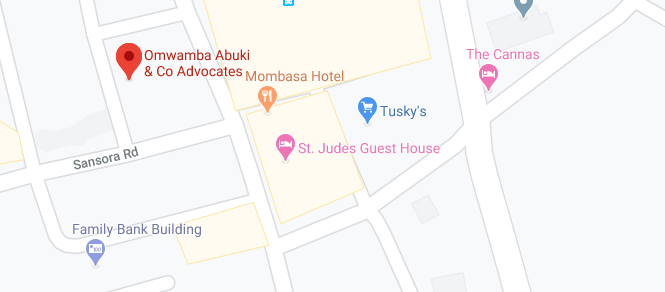 Omwamba Abuki
& Co Advocates
The Cannas
Mombasa Hotel
Tusky's
St. Judes Guest House
Sansora Rd
Family Bank Building